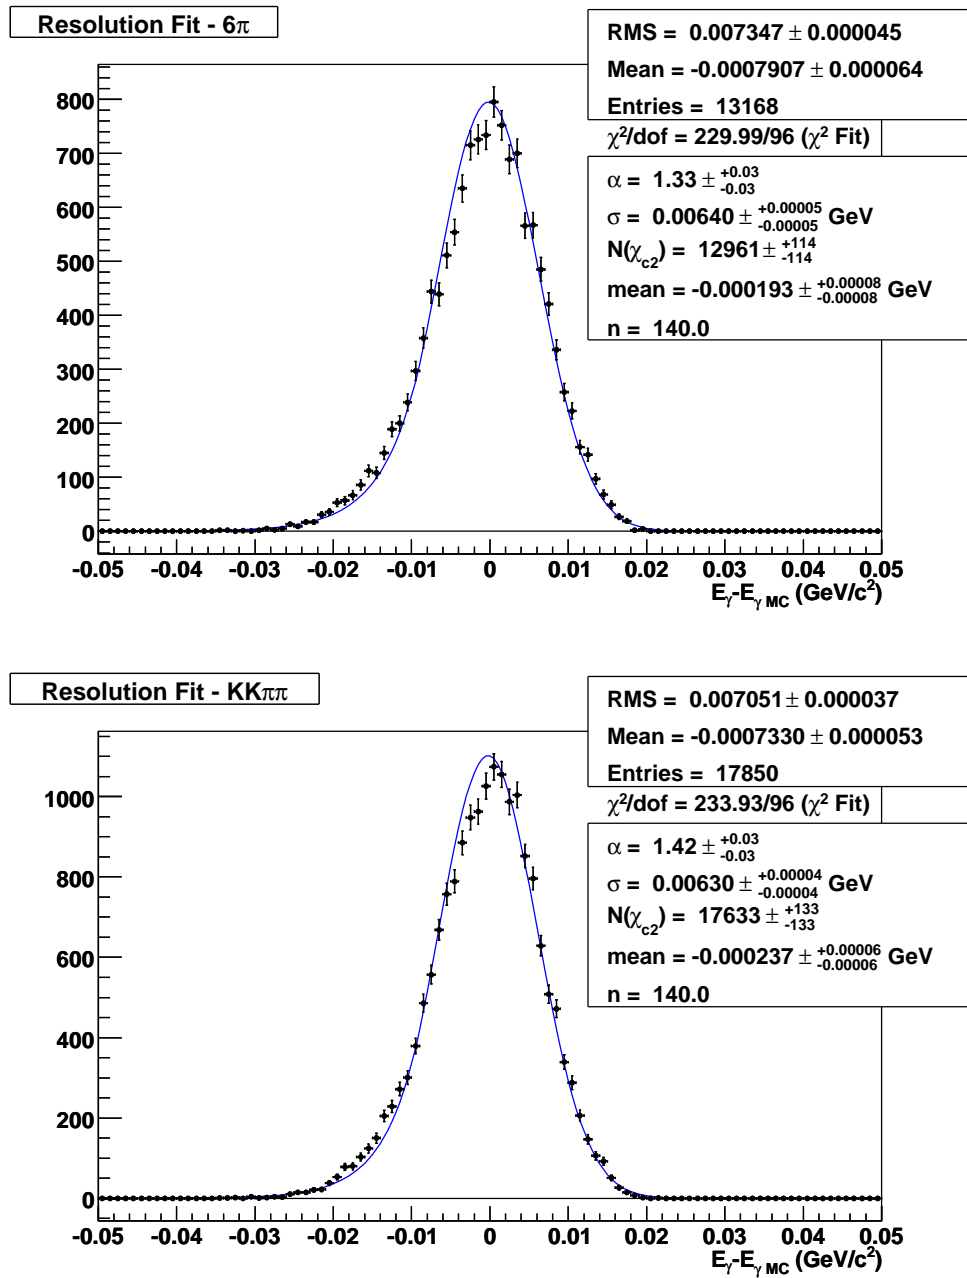 Resolution Fit - 6π
RMS = 0.007347 ± 0.000045
Mean = -0.0007907 ± 0.000064
Entries = 13168
χ²/dof = 229.99/96 (χ² Fit)
α = 1.33 ± +0.03 -0.03
σ = 0.00640 ± +0.00005 -0.00005 GeV
N(χc2) = 12961 ± +114 -114
mean = -0.000193 ± +0.00008 -0.00008 GeV
n = 140.0
800
700
600
500
400
300
200
100
0
-0.05 -0.04 -0.03 -0.02 -0.01 0 0.01 0.02 0.03 0.04 0.05
Eγ-Eγ MC (GeV/c²)
Resolution Fit - KKππ
RMS = 0.007051 ± 0.000037
Mean = -0.0007330 ± 0.000053
Entries = 17850
χ²/dof = 233.93/96 (χ² Fit)
α = 1.42 ± +0.03 -0.03
σ = 0.00630 ± +0.00004 -0.00004 GeV
N(χc2) = 17633 ± +133 -133
mean = -0.000237 ± +0.00006 -0.00006 GeV
n = 140.0
1000
800
600
400
200
0
-0.05 -0.04 -0.03 -0.02 -0.01 0 0.01 0.02 0.03 0.04 0.05
Eγ-Eγ MC (GeV/c²)